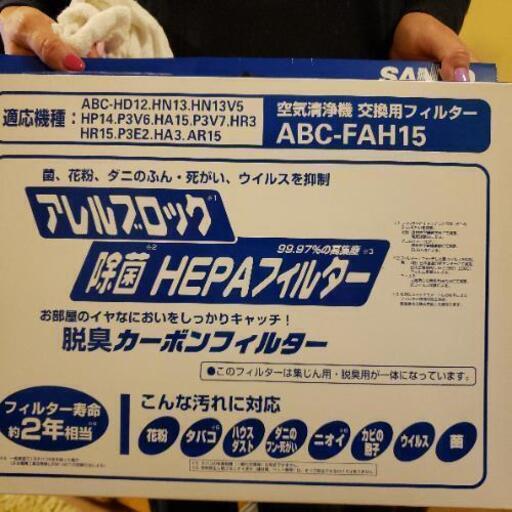 SAN
適応機種:
ABC-HD12.HN13.HN13V5
HP14.P3V6.HA15.P3V7.HR3
HR15.P3E2.HA3.AR15
空気清浄機 交換用フィルター
ABC-FAH15
菌、花粉、ダニのふん・死がい、ウイルスを抑制
アレルブロック※1
99.97%の高集塵※3
除菌※2 HEPAフィルター
お部屋のイヤなにおいをしっかりキャッチ!
脱臭カーボンフィルター
●このフィルターは集じん用・脱臭用が一体になっています。
フィルター寿命
約2年相当
こんな汚れに対応
花粉
タバコ
ハウスダスト
ダニのフン・死がい
ニオイ
カビの胞子
ウイルス
菌